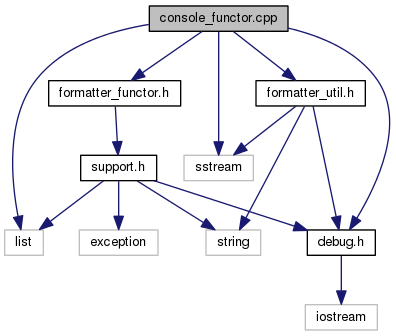 console_functor.cpp
formatter_functor.h
formatter_util.h
support.h
sstream
list
exception
string
debug.h
iostream